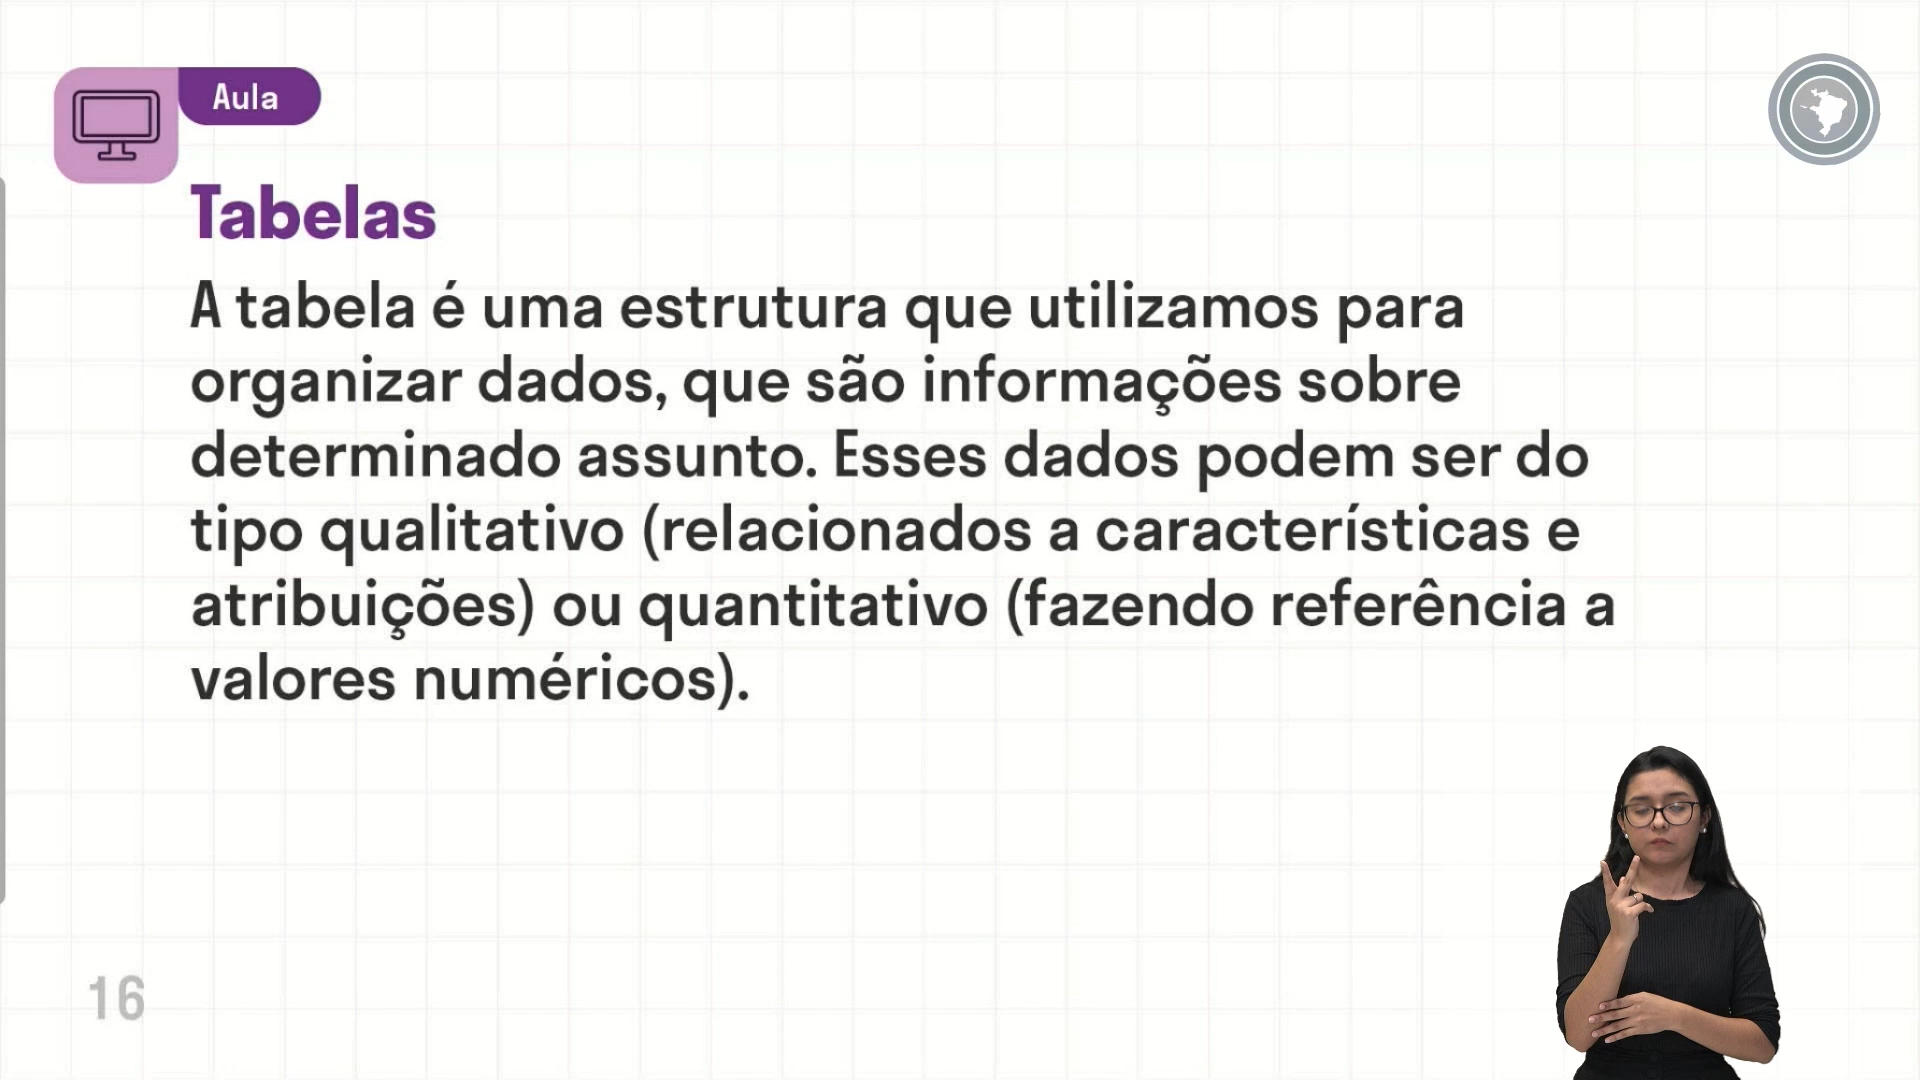 Aula
Tabelas
A tabela é uma estrutura que utilizamos para
organizar dados, que são informações sobre
determinado assunto. Esses dados podem ser do
tipo qualitativo (relacionados a características e
atribuições) ou quantitativo (fazendo referência a
valores numéricos).
16